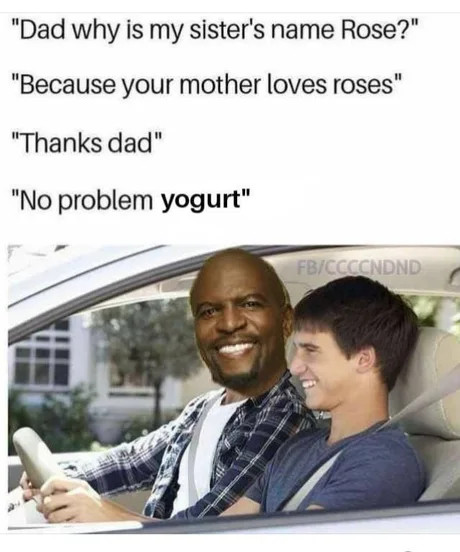 "Dad why is my sister's name Rose?"
"Because your mother loves roses"
"Thanks dad"
"No problem yogurt"
FB/CCCCNDND